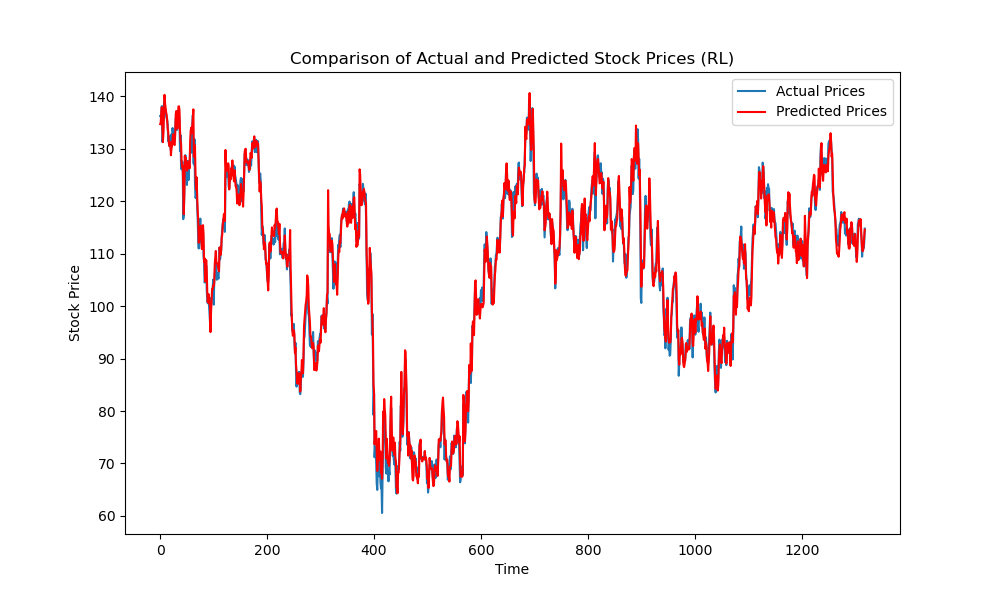 Comparison of Actual and Predicted Stock Prices (RL)
Actual Prices
Predicted Prices
140
130
120
110
100
90
80
70
60
Stock Price
0 200 400 600 800 1000 1200
Time